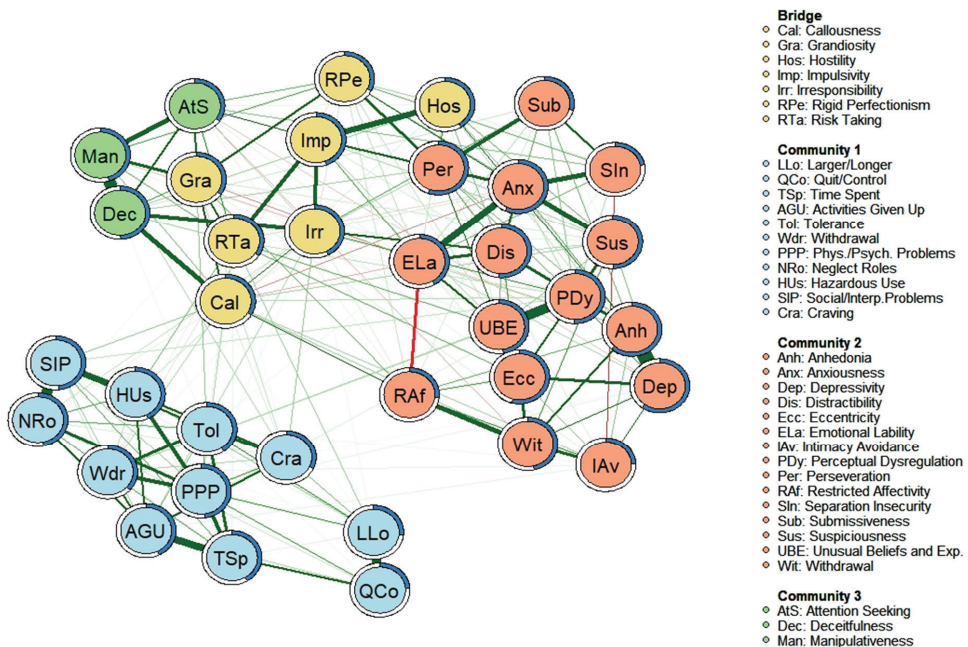 RPe
AtS
Hos
Sub
Imp
Man
Per
SIn
Gra
Anx
Dec
RTa
Irr
Dis
Sus
ELa
Cal
PDy
UBE
Anh
SIP
Ecc
Dep
HUs
RAf
NRo
Tol
Wit
Cra
IAv
Wdr
PPP
AGU
LLo
TSp
QCo
Bridge
Cal: Callousness
Gra: Grandiosity
Hos: Hostility
Imp: Impulsivity
Irr: Irresponsibility
RPe: Rigid Perfectionism
RTa: Risk Taking
Community 1
LLo: Larger/Longer
QCo: Quit/Control
TSp: Time Spent
AGU: Activities Given Up
Tol: Tolerance
Wdr: Withdrawal
PPP: Phys./Psych. Problems
NRo: Neglect Roles
HUs: Hazardous Use
SIP: Social/Interp.Problems
Cra: Craving
Community 2
Anh: Anhedonia
Anx: Anxiousness
Dep: Depressivity
Dis: Distractibility
Ecc: Eccentricity
ELa: Emotional Lability
IAv: Intimacy Avoidance
PDy: Perceptual Dysregulation
Per: Perseveration
RAf: Restricted Affectivity
SIn: Separation Insecurity
Sub: Submissiveness
Sus: Suspiciousness
UBE: Unusual Beliefs and Exp.
Wit: Withdrawal
Community 3
AtS: Attention Seeking
Dec: Deceitfulness
Man: Manipulativeness